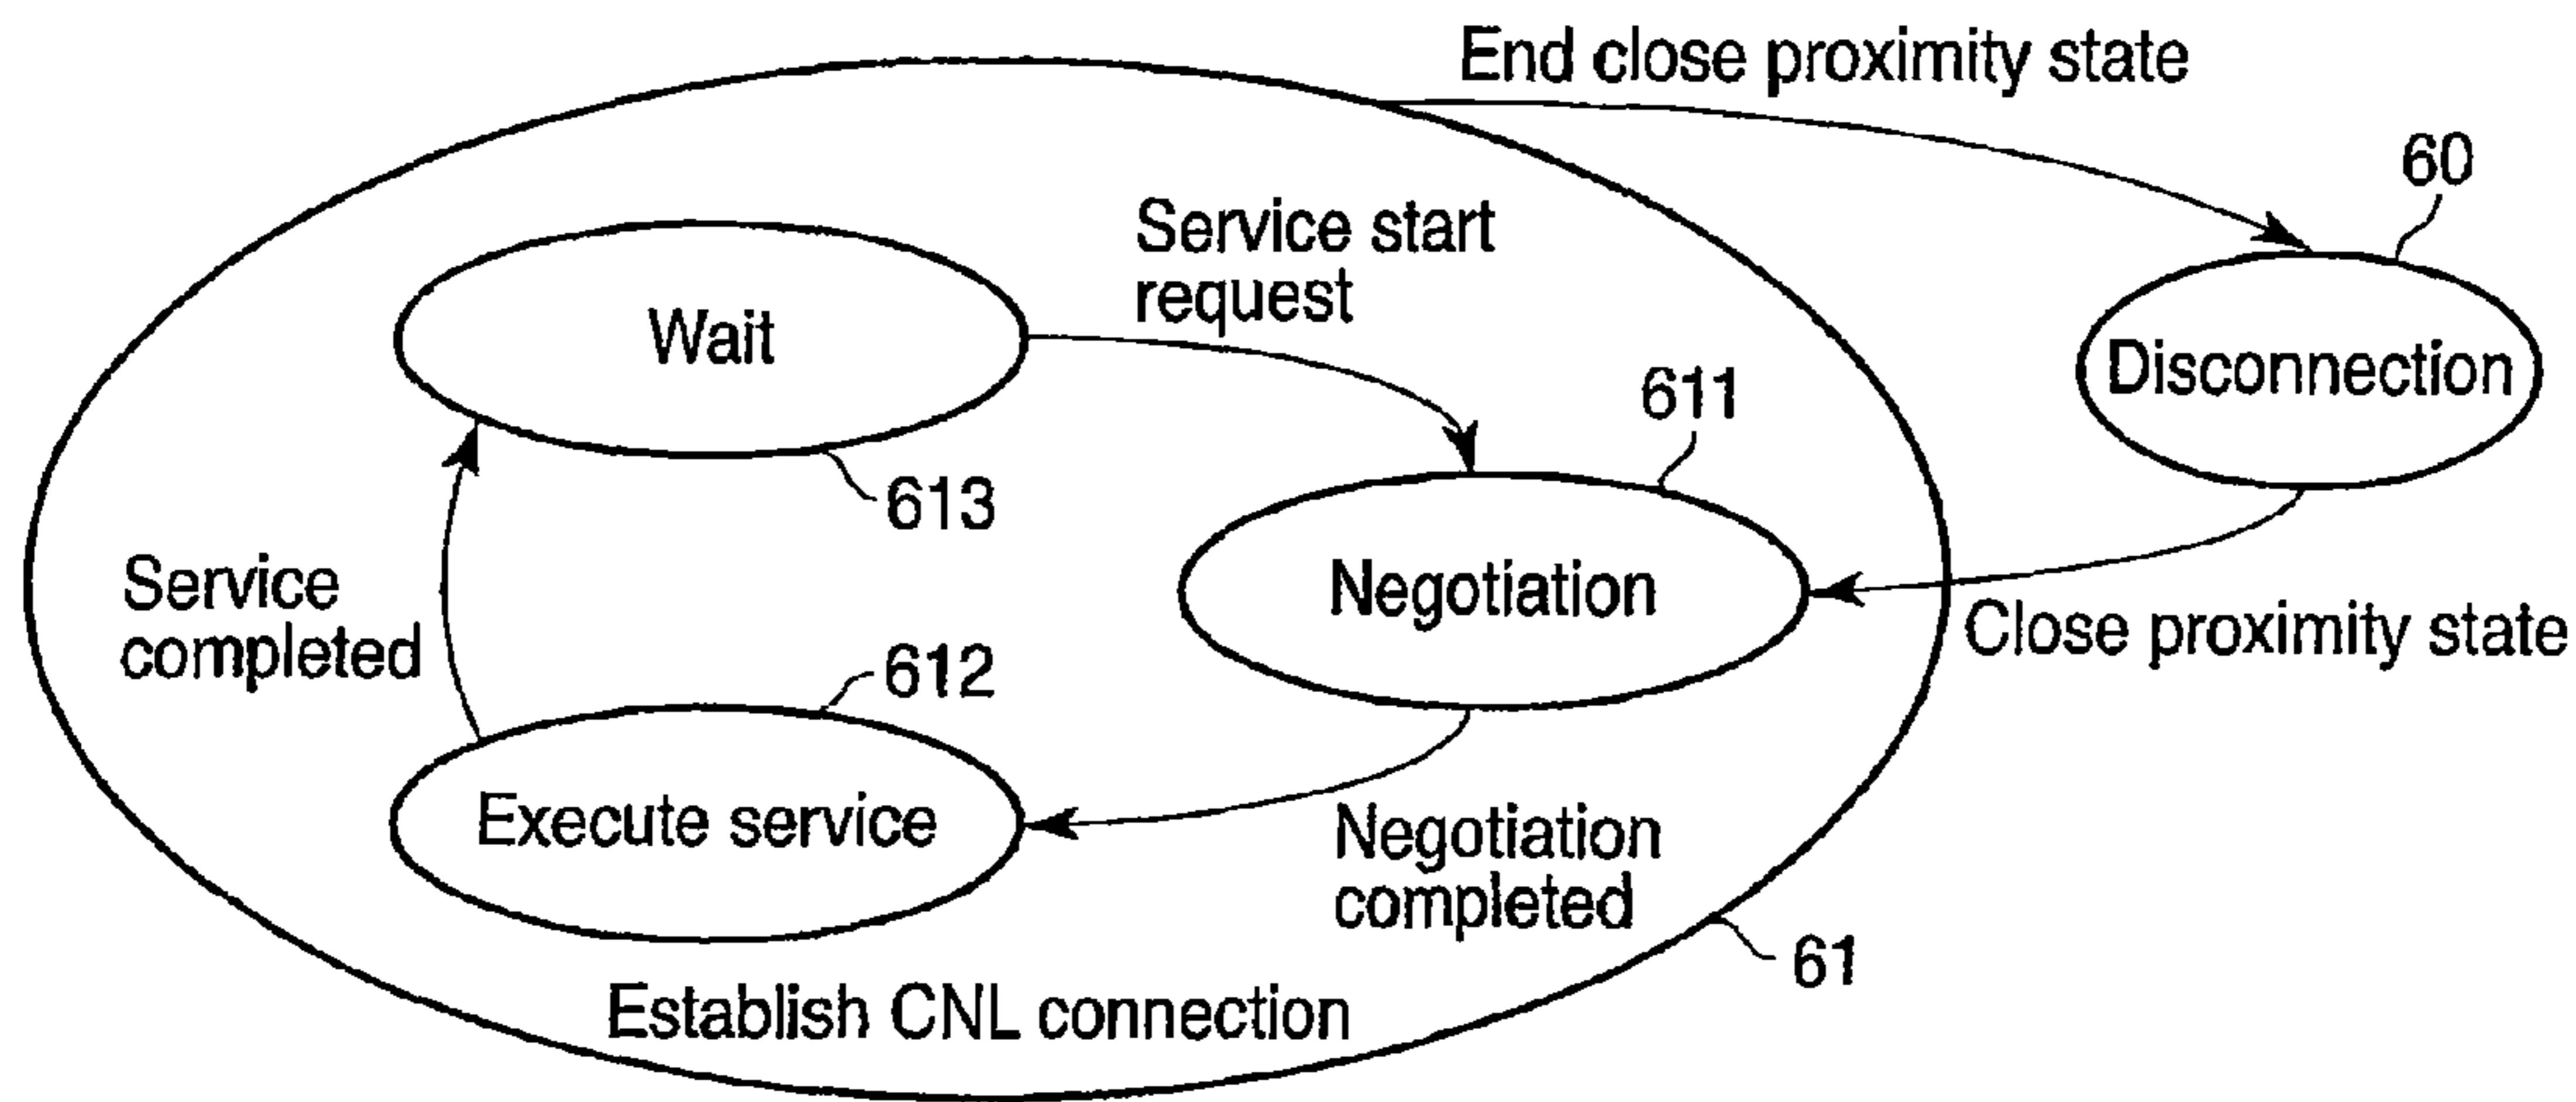 End close proximity state
60
Service start
request
Wait
Disconnection
611
613
Negotiation
Service
completed
Close proximity state
612
Execute service
Negotiation
completed
61
Establish CNL connection